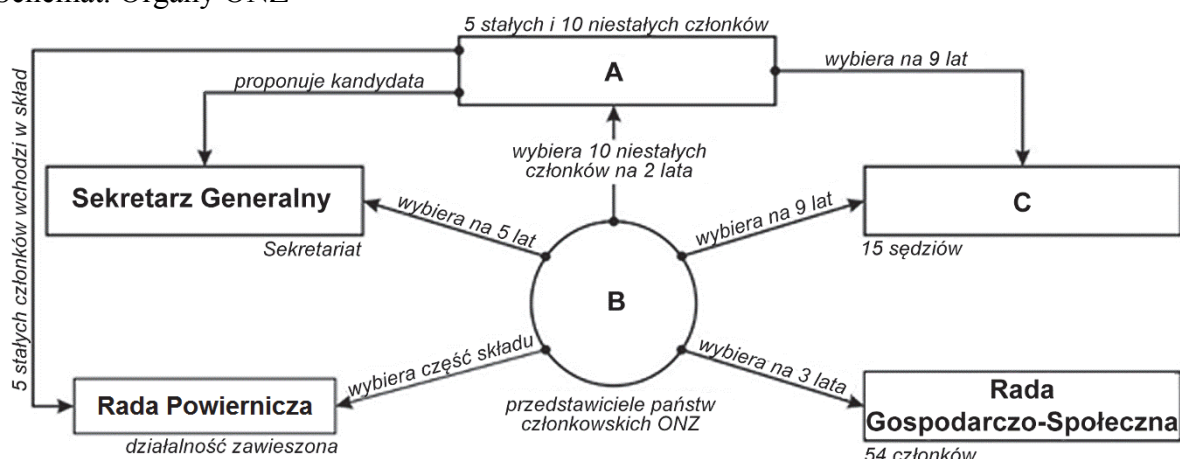 Schemat. Organy ONZ
5 stałych i 10 niestałych członków
A
wybiera na 9 lat
proponuje kandydata
5 stałych członków wchodzi w skład
wybiera 10 niestałych
członków na 2 lata
Sekretarz Generalny
Sekretariat
wybiera na 5 lat
wybiera na 9 lat
C
15 sędziów
B
wybiera część składu
wybiera na 3 lata
Rada Powiernicza
działalność zawieszona
przedstawiciele państw
członkowskich ONZ
Rada
Gospodarczo-Społeczna
54 członków